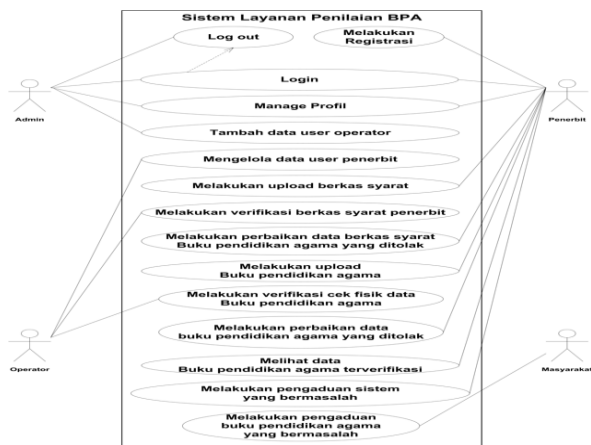 Sistem Layanan Penilaian BPA
Log out
Melakukan
Registrasi
Login
Admin
Penerbit
Manage Profil
Tambah data user operator
Mengelola data user penerbit
Melakukan upload berkas syarat
Melakukan verifikasi berkas syarat penerbit
Melakukan perbaikan data berkas syarat
Buku pendidikan agama yang ditolak
Melakukan upload
Buku pendidikan agama
Melakukan verifikasi cek fisik data
Buku pendidikan agama
Melakukan perbaikan data
buku pendidikan agama yang ditolak
Melihat data
Buku pendidikan agama terverifikasi
Operator
Masyarakat
Melakukan pengaduan sistem
yang bermasalah
Melakukan pengaduan
buku pendidikan agama
yang bermasalah